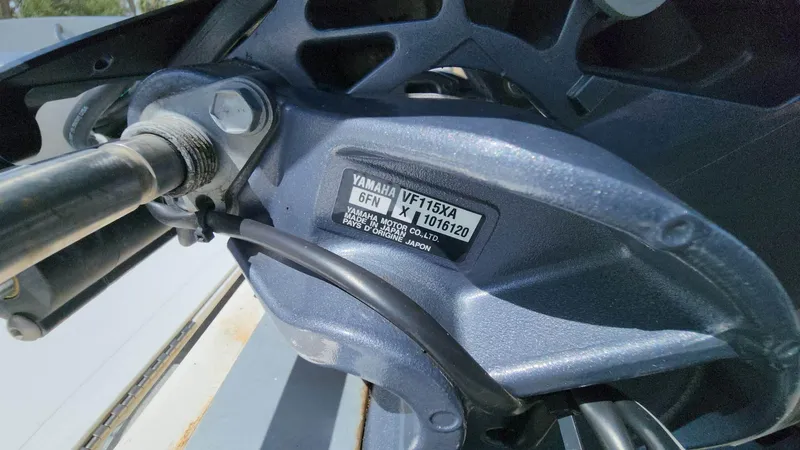 YAMAHA VF115XA
6FN X 1016120
YAMAHA MOTOR CO.,LTD.
MADE IN JAPAN
PAYS D'ORIGINE JAPON